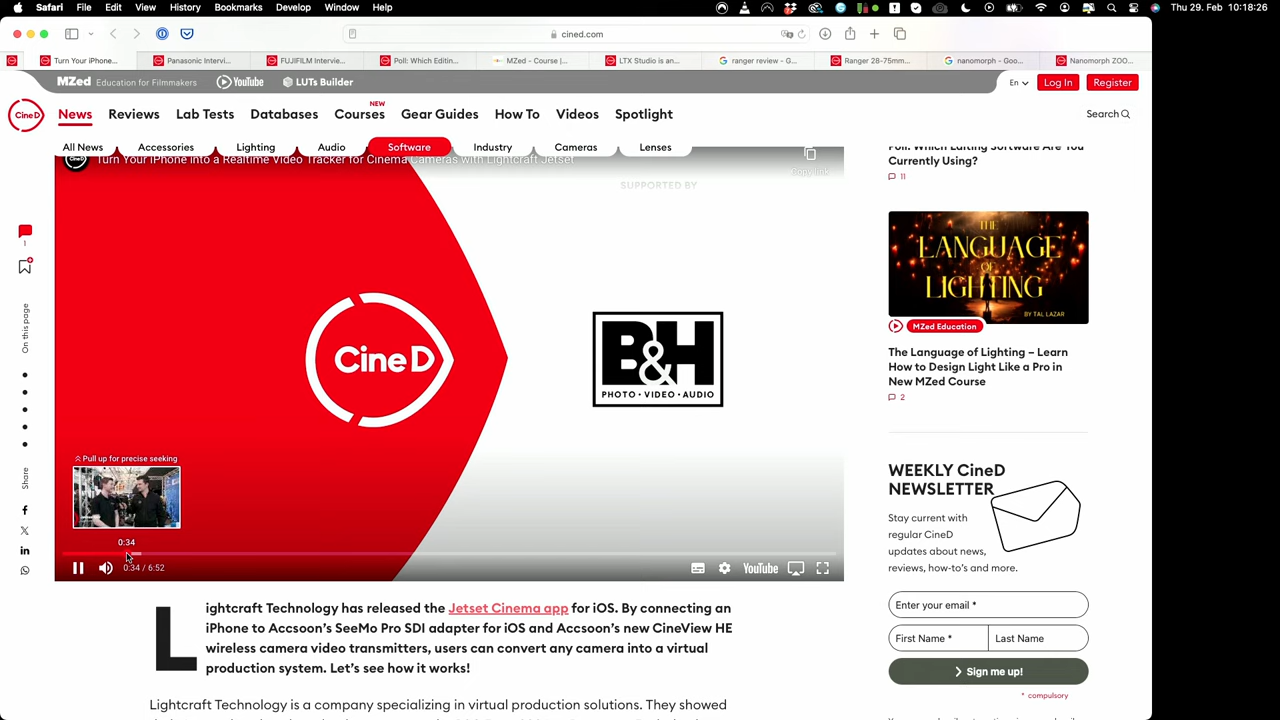 Safari File Edit View History Bookmarks Develop Window Help
Thu 29. Feb 10:18:26
cined.com
Turn Your iPhone...
Panasonic Intervi...
FUJIFILM Interview...
Poll: Which Editin...
MZed - Course |...
LTX Studio is an...
ranger review - G...
Ranger 28-75mm...
nanomorph - Goo...
Nanomorph ZOO...
MZed Education for Filmmakers
YouTube
LUTs Builder
En
Log In
Register
CineD
News
Reviews
Lab Tests
Databases
NEW
Courses
Gear Guides
How To
Videos
Spotlight
Search
All News
Accessories
Lighting
Audio
Software
Industry
Cameras
Lenses
Turn Your iPhone into a Realtime Video Tracker for Cinema Cameras with Lightcraft Jetset
Copy link
SUPPORTED BY
CineD
B&H
PHOTO • VIDEO • AUDIO
Pull up for precise seeking
0:34
0:34 / 6:52
YouTube
1
On this page
Share
Lightcraft Technology has released the Jetset Cinema app for iOS. By connecting an
iPhone to Accsoon's SeeMo Pro SDI adapter for iOS and Accsoon's new CineView HE
wireless camera video transmitters, users can convert any camera into a virtual
production system. Let's see how it works!
Lightcraft Technology is a company specializing in virtual production solutions. They showed
Poll: Which Editing Software Are You
Currently Using?
11
THE
LANGUAGE
OF
LIGHTING
BY TAL LAZAR
MZed Education
The Language of Lighting – Learn
How to Design Light Like a Pro in
New MZed Course
2
WEEKLY CineD
NEWSLETTER
Stay current with
regular CineD
updates about news,
reviews, how-to's and more.
Enter your email *
First Name *
Last Name
Sign me up!
* compulsory